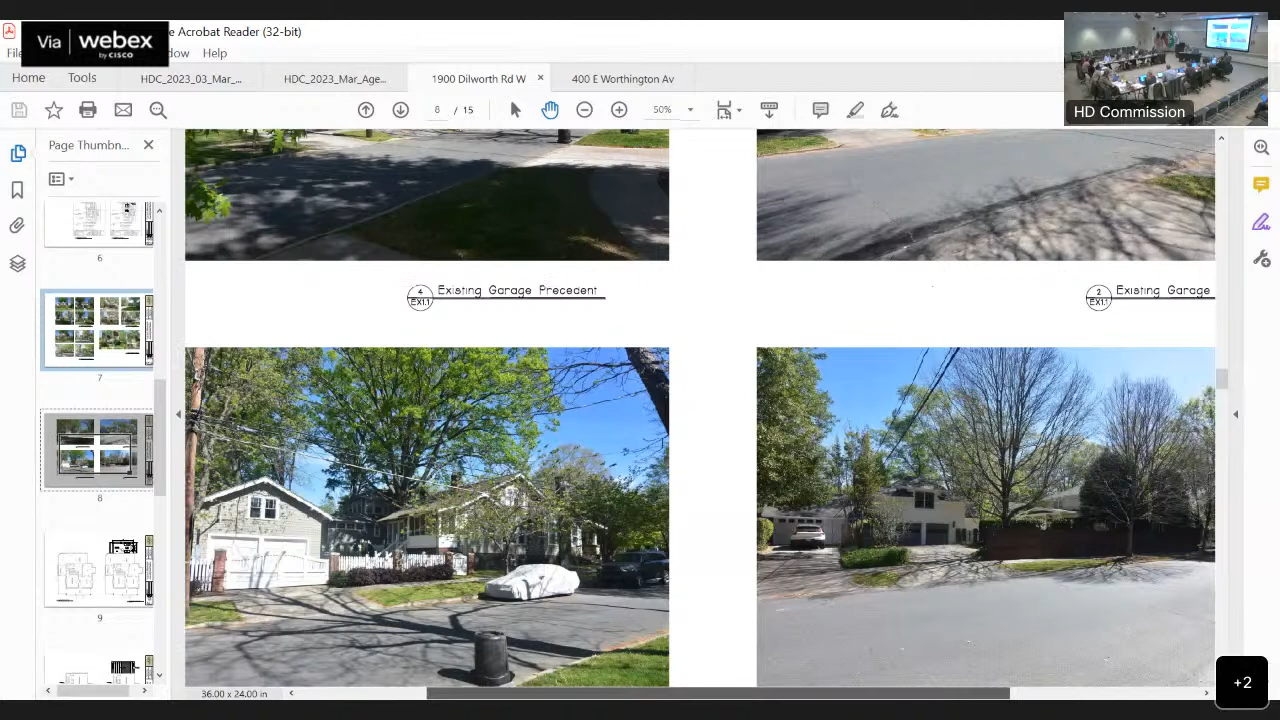 Via webex
by CISCO
e Acrobat Reader (32-bit)
File
dow Help
Home Tools HDC_2023_03_Mar_... HDC_2023_Mar_Age... 1900 Dilworth Rd W 400 E Worthington Av
8 / 15
50%
HD Commission
Page Thumbn...
6
7
8
9
4
EX1.1
Existing Garage Precedent
2
EX1.1
Existing Garage
36.00 x 24.00 in
+2